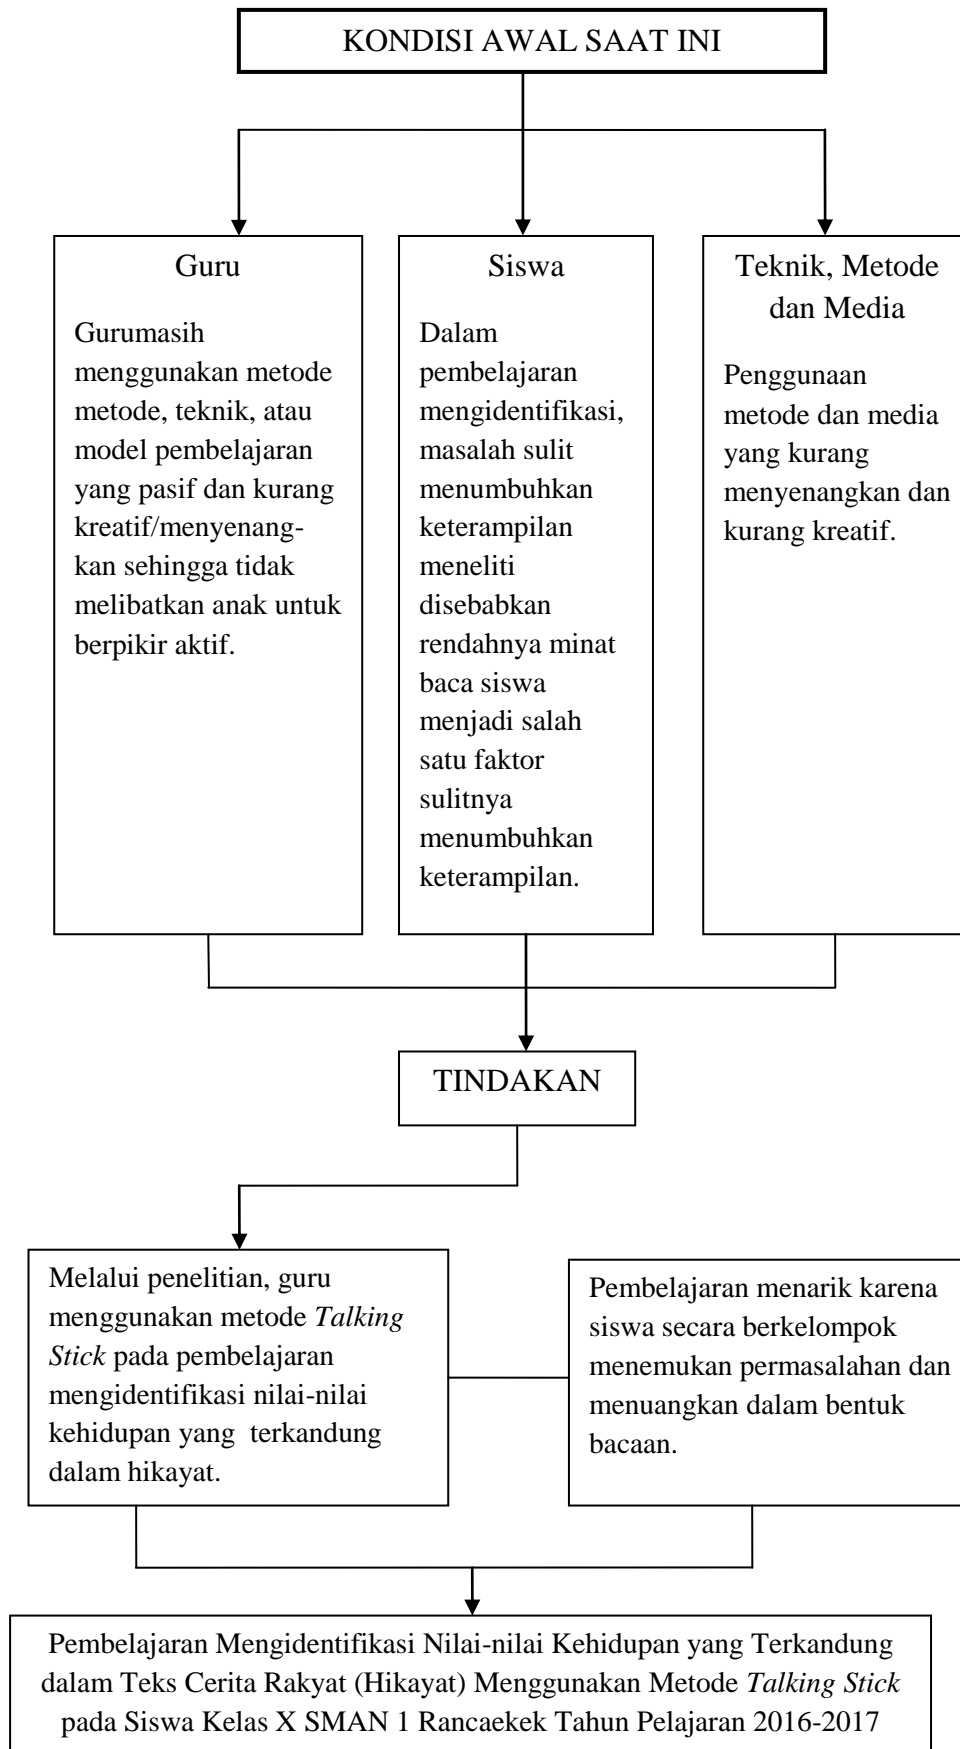 KONDISI AWAL SAAT INI
Guru
Gurumasih
menggunakan metode
metode, teknik, atau
model pembelajaran
yang pasif dan kurang
kreatif/menyenang-
kan sehingga tidak
melibatkan anak untuk
berpikir aktif.
Siswa
Dalam
pembelajaran
mengidentifikasi,
masalah sulit
menumbuhkan
keterampilan
meneliti
disebabkan
rendahnya minat
baca siswa
menjadi salah
satu faktor
sulitnya
menumbuhkan
keterampilan.
Teknik, Metode
dan Media
Penggunaan
metode dan media
yang kurang
menyenangkan dan
kurang kreatif.
TINDAKAN
Melalui penelitian, guru
menggunakan metode Talking
Stick pada pembelajaran
mengidentifikasi nilai-nilai
kehidupan yang terkandung
dalam hikayat.
Pembelajaran menarik karena
siswa secara berkelompok
menemukan permasalahan dan
menuangkan dalam bentuk
bacaan.
Pembelajaran Mengidentifikasi Nilai-nilai Kehidupan yang Terkandung
dalam Teks Cerita Rakyat (Hikayat) Menggunakan Metode Talking Stick
pada Siswa Kelas X SMAN 1 Rancaekek Tahun Pelajaran 2016-2017